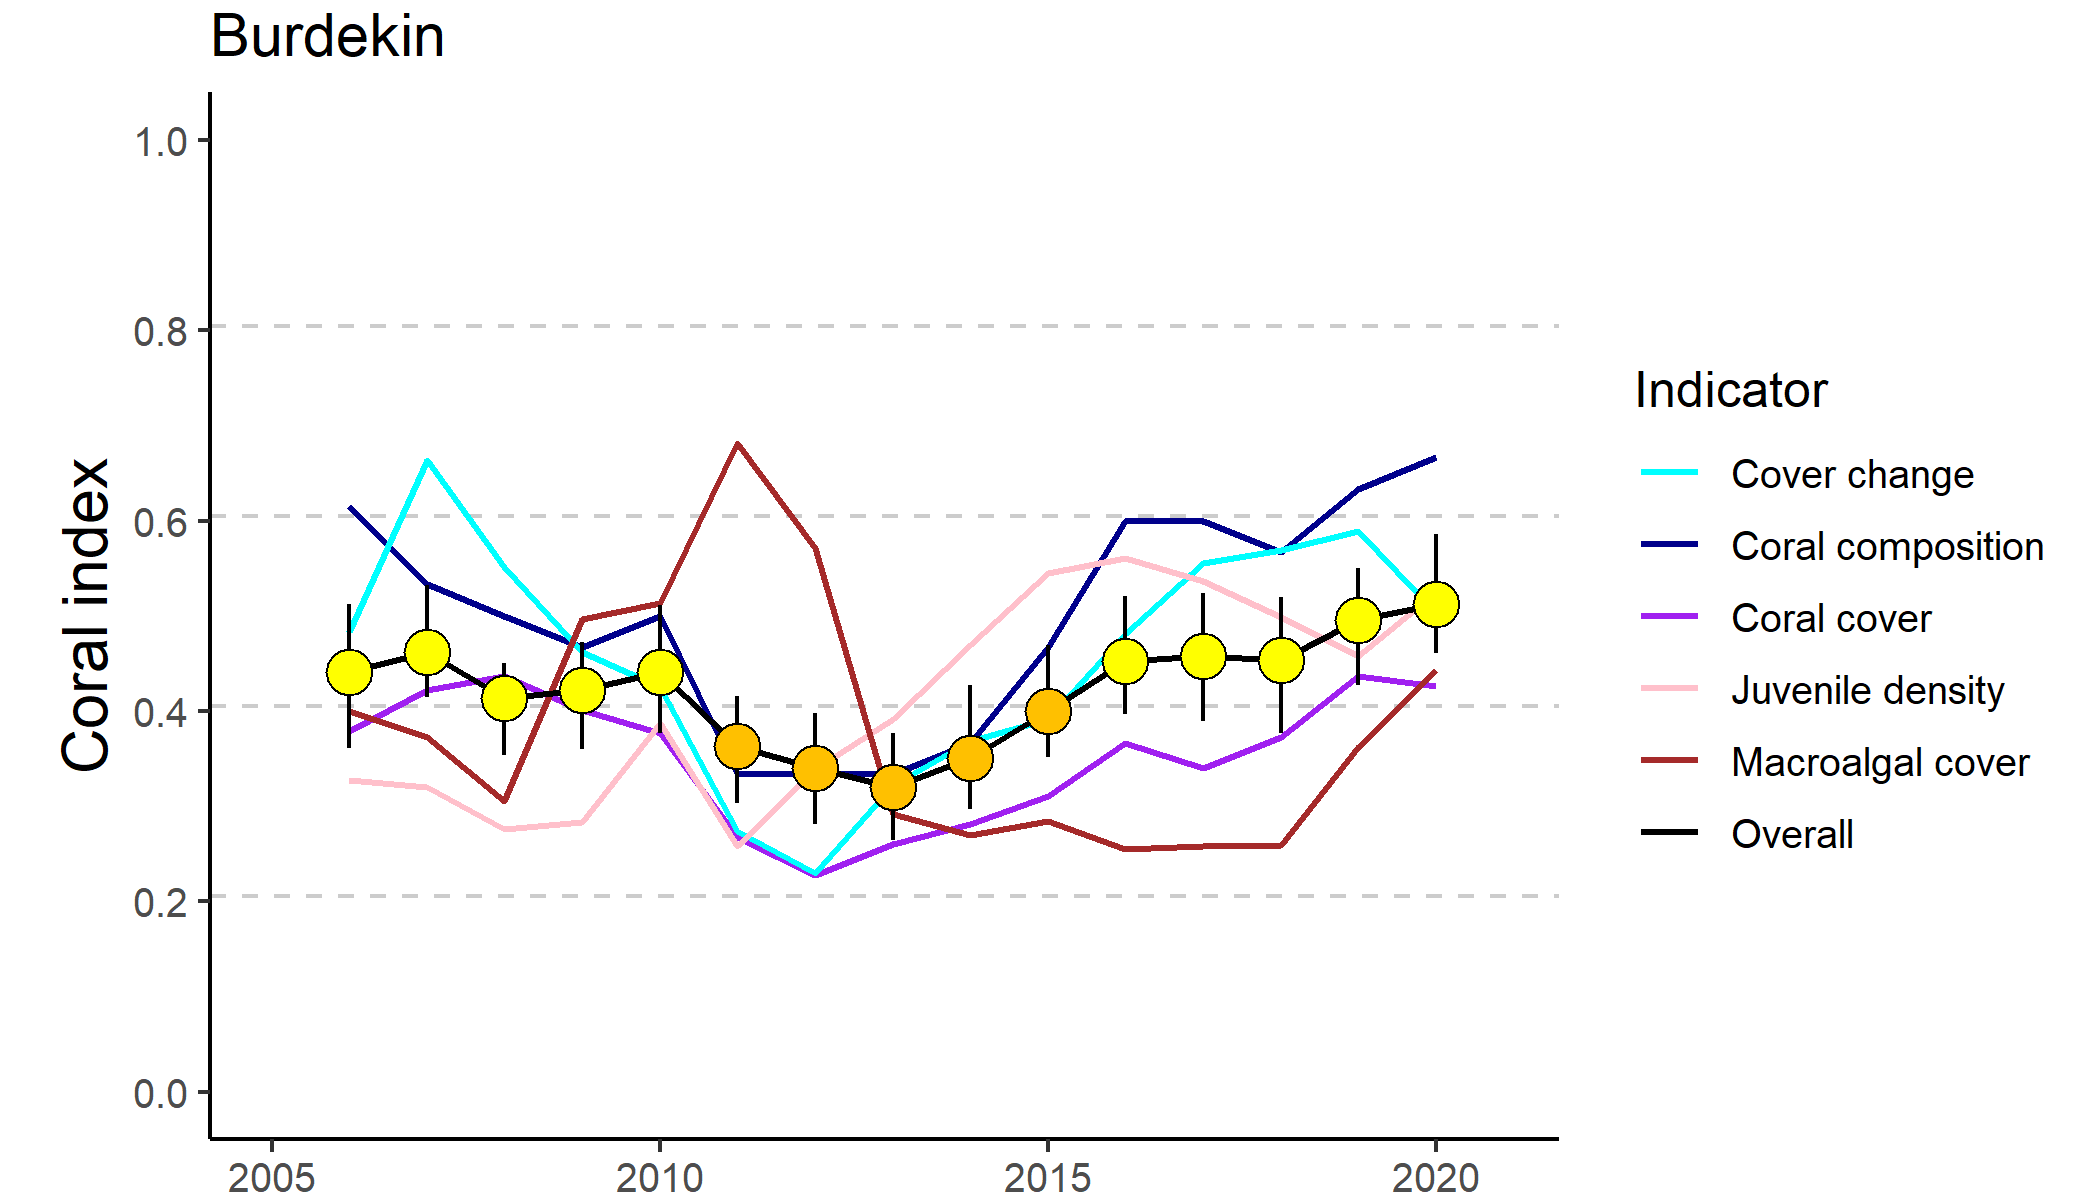 Burdekin
1.0
0.8
0.6
0.4
0.2
0.0
Coral index
2005
2010
2015
2020
Indicator
Cover change
Coral composition
Coral cover
Juvenile density
Macroalgal cover
Overall